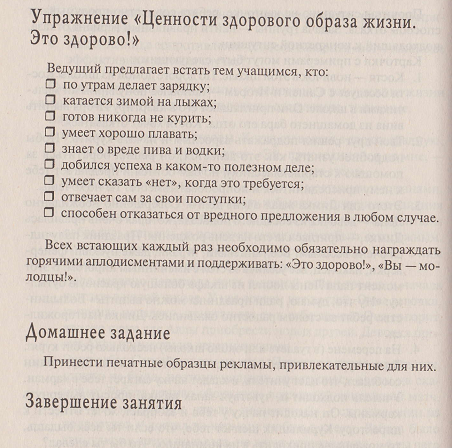 Упражнение «Ценности здорового образа жизни.
Это здорово!»
Ведущий предлагает встать тем учащимся, кто:
❒ по утрам делает зарядку;
❒ катается зимой на лыжах;
❒ готов никогда не курить;
❒ умеет хорошо плавать;
❒ знает о вреде пива и водки;
❒ добился успеха в каком-то полезном деле;
❒ умеет сказать «нет», когда это требуется;
❒ отвечает сам за свои поступки;
❒ способен отказаться от вредного предложения в любом случае.
Всех встающих каждый раз необходимо обязательно награждать
горячими аплодисментами и поддерживать: «Это здорово!», «Вы — мо-
лодцы!».
Домашнее задание
Принести печатные образцы рекламы, привлекательные для них.
Завершение занятия